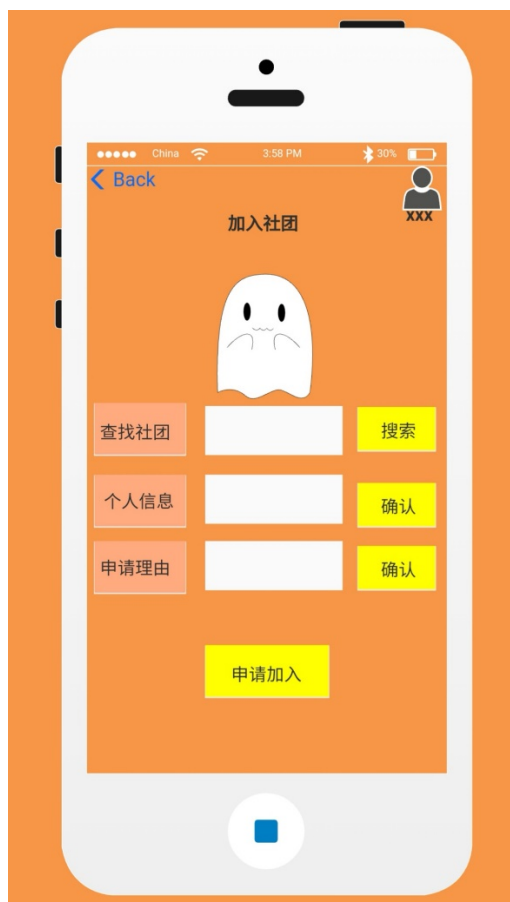 China 3:58 PM 30%
Back
xxx
加入社团
查找社团 搜索
个人信息 确认
申请理由 确认
申请加入